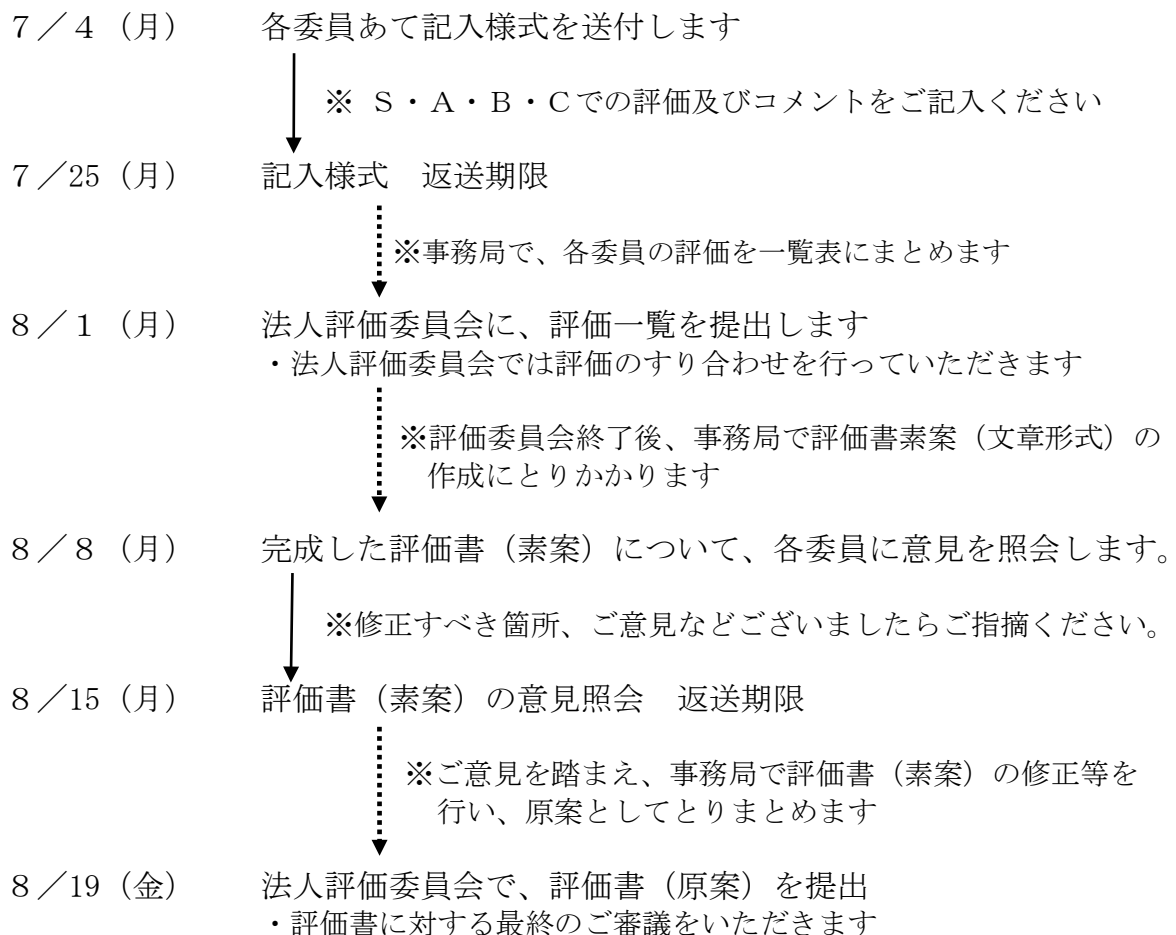 ７／４（月）　各委員あて記入様式を送付します
※ Ｓ・Ａ・Ｂ・Ｃでの評価及びコメントをご記入ください
７／25（月）　記入様式　返送期限
※事務局で、各委員の評価を一覧表にまとめます
８／１（月）　法人評価委員会に、評価一覧を提出します
・法人評価委員会では評価のすり合わせを行っていただきます
※評価委員会終了後、事務局で評価書素案（文章形式）の
作成にとりかかります
８／８（月）　完成した評価書（素案）について、各委員に意見を照会します。
※修正すべき箇所、ご意見などございましたらご指摘ください。
８／15（月）　評価書（素案）の意見照会　返送期限
※ご意見を踏まえ、事務局で評価書（素案）の修正等を
行い、原案としてとりまとめます
８／19（金）　法人評価委員会で、評価書（原案）を提出
・評価書に対する最終のご審議をいただきます